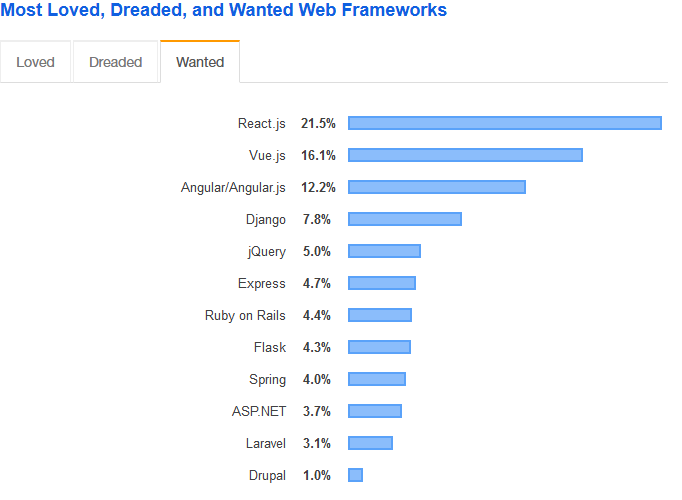 Most Loved, Dreaded, and Wanted Web Frameworks
Loved Dreaded Wanted
React.js 21.5%
Vue.js 16.1%
Angular/Angular.js 12.2%
Django 7.8%
jQuery 5.0%
Express 4.7%
Ruby on Rails 4.4%
Flask 4.3%
Spring 4.0%
ASP.NET 3.7%
Laravel 3.1%
Drupal 1.0%